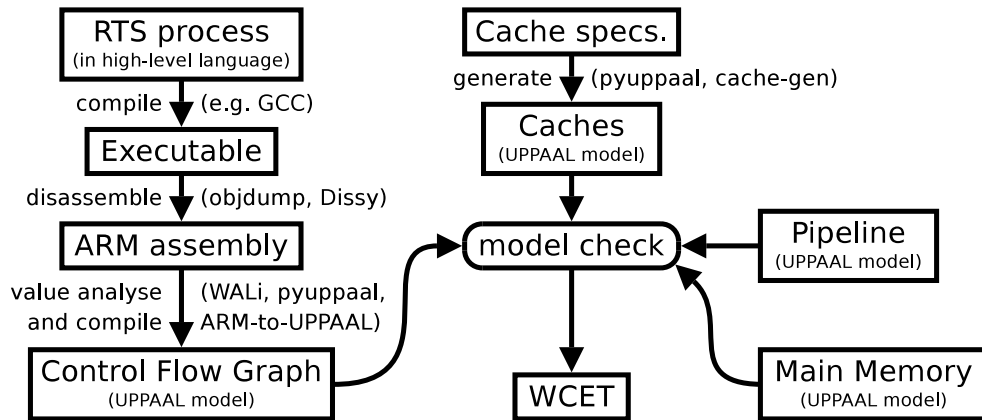 RTS process
(in high-level language)
compile (e.g. GCC)
Executable
disassemble (objdump, Dissy)
ARM assembly
value analyse (WALi, pyuppaal,
and compile ARM-to-UPPAAL)
Control Flow Graph
(UPPAAL model)
Cache specs.
generate (pyuppaal, cache-gen)
Caches
(UPPAAL model)
model check
WCET
Pipeline
(UPPAAL model)
Main Memory
(UPPAAL model)